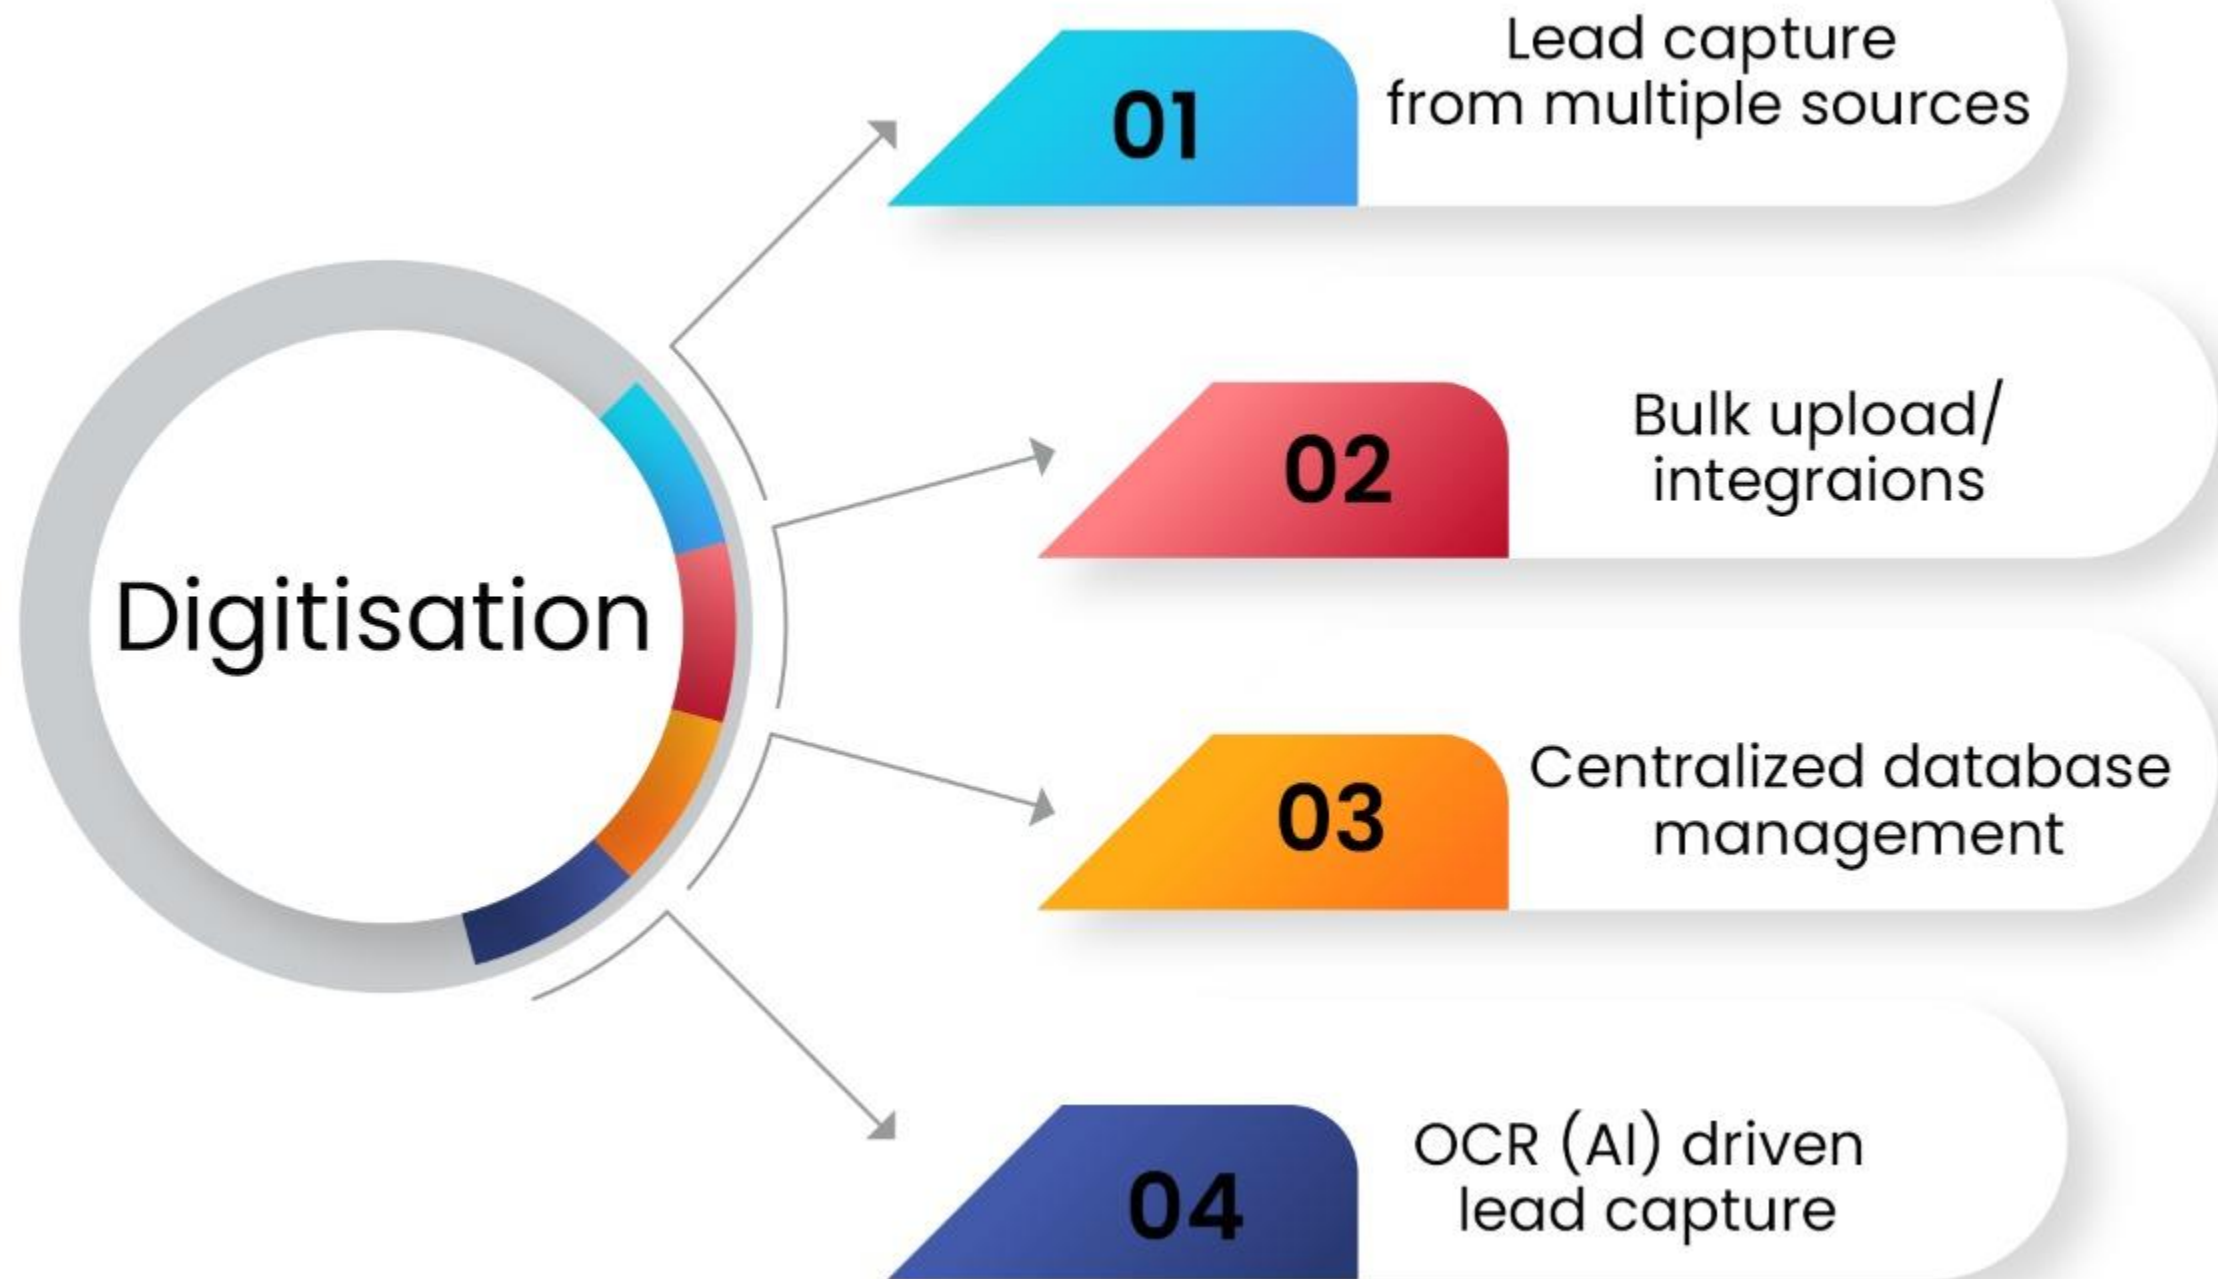 Digitisation
01
Lead capture
from multiple sources
02
Bulk upload/
integraions
03
Centralized database
management
04
OCR (AI) driven
lead capture